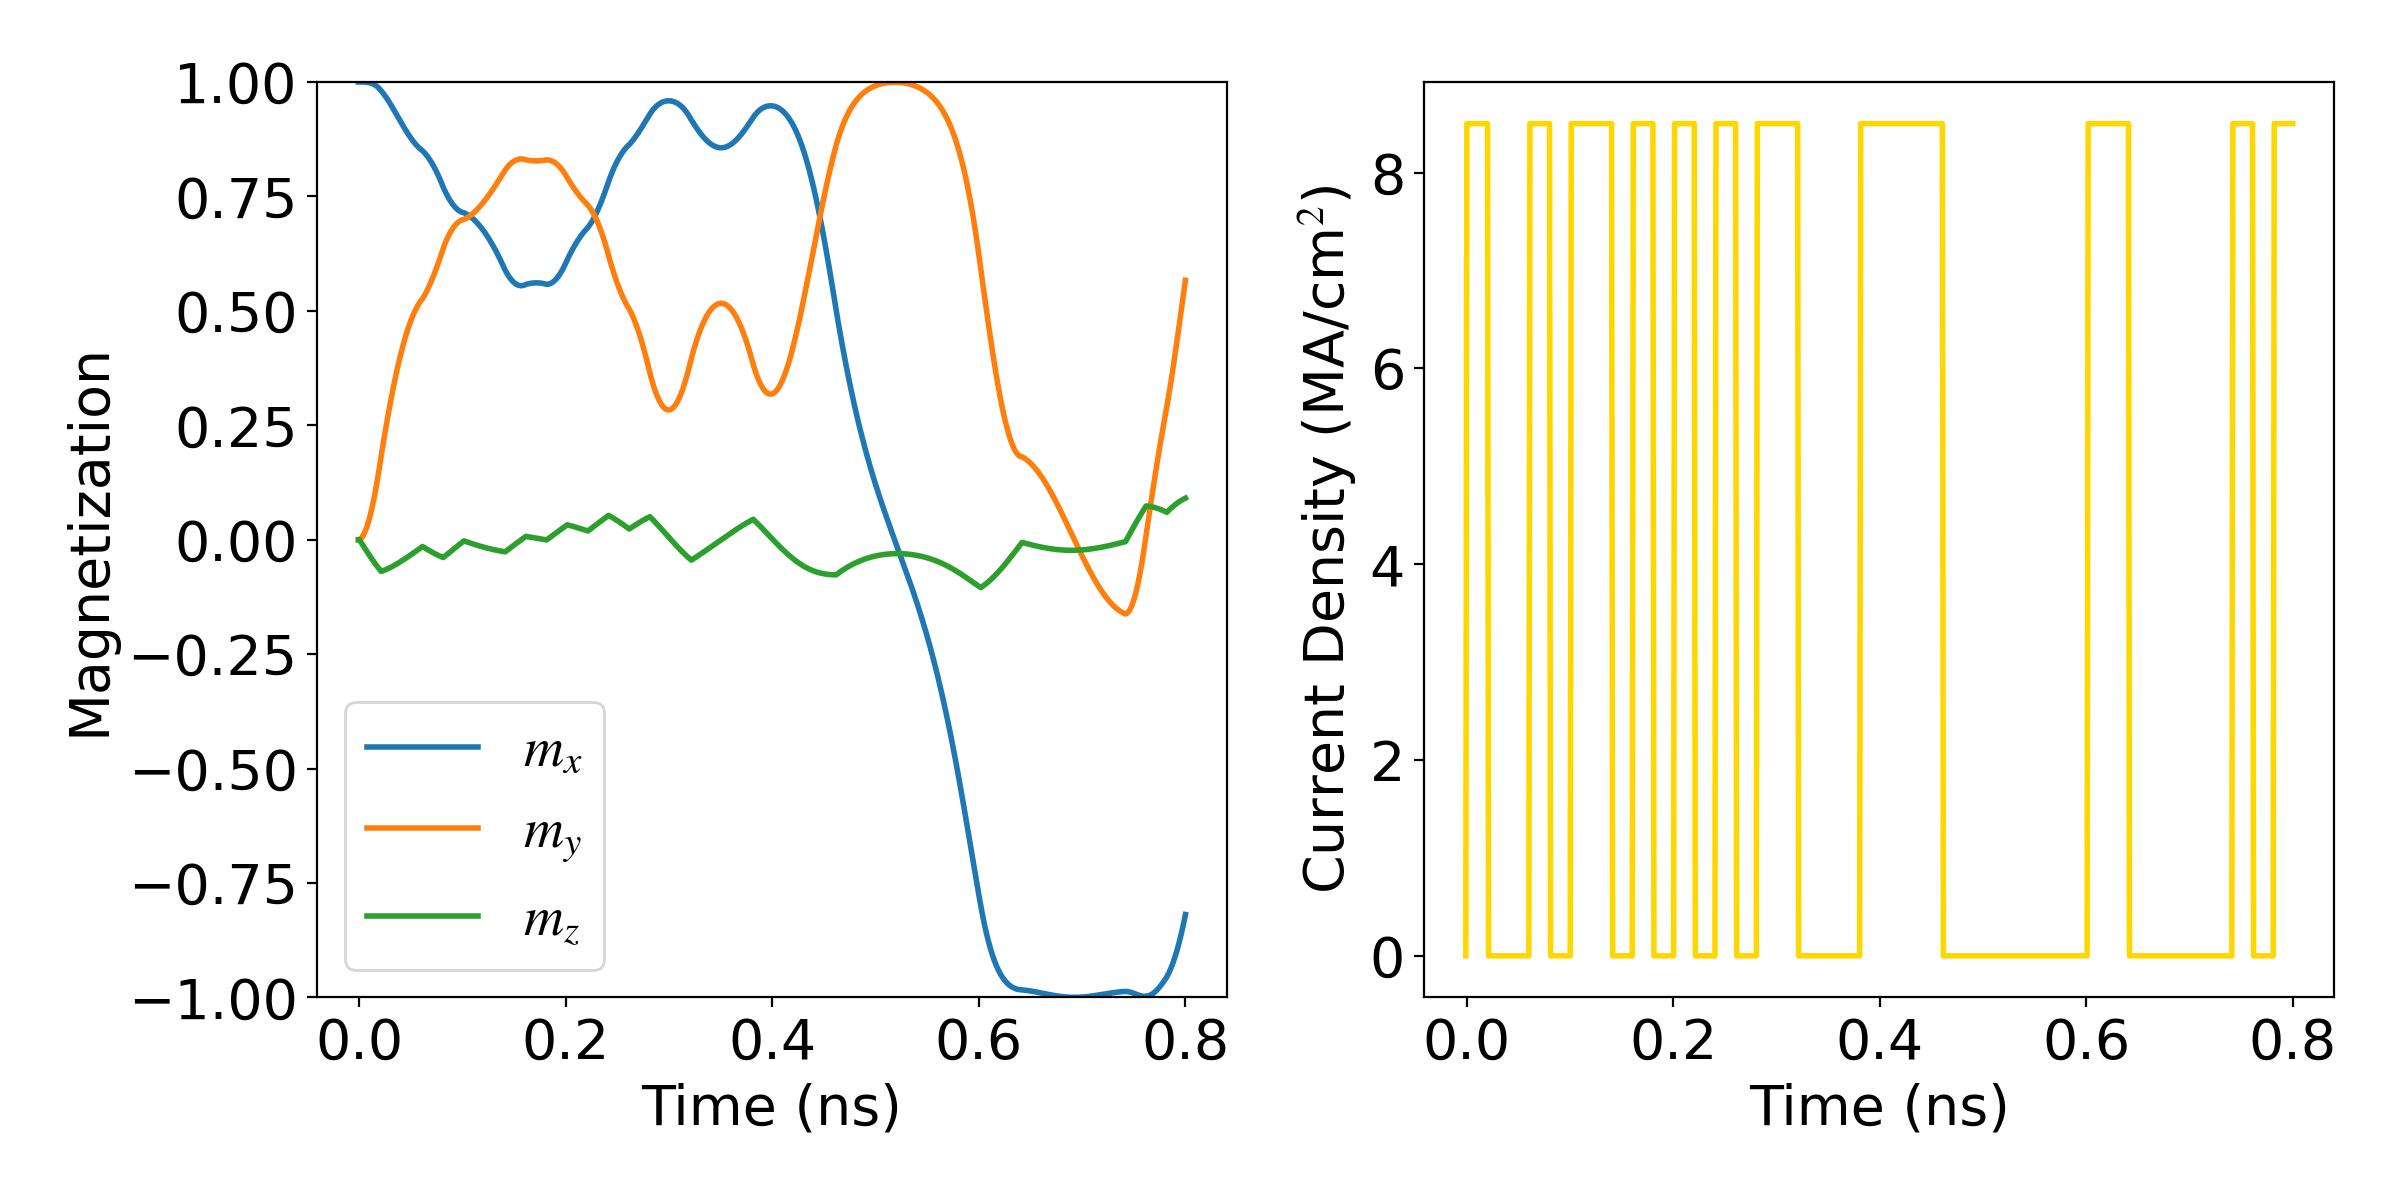 Magnetization
1.00
0.75
0.50
0.25
0.00
−0.25
−0.50
−0.75
−1.00
m_x
m_y
m_z
0.0 0.2 0.4 0.6 0.8
Time (ns)
Current Density (MA/cm²)
8
6
4
2
0
0.0 0.2 0.4 0.6 0.8
Time (ns)